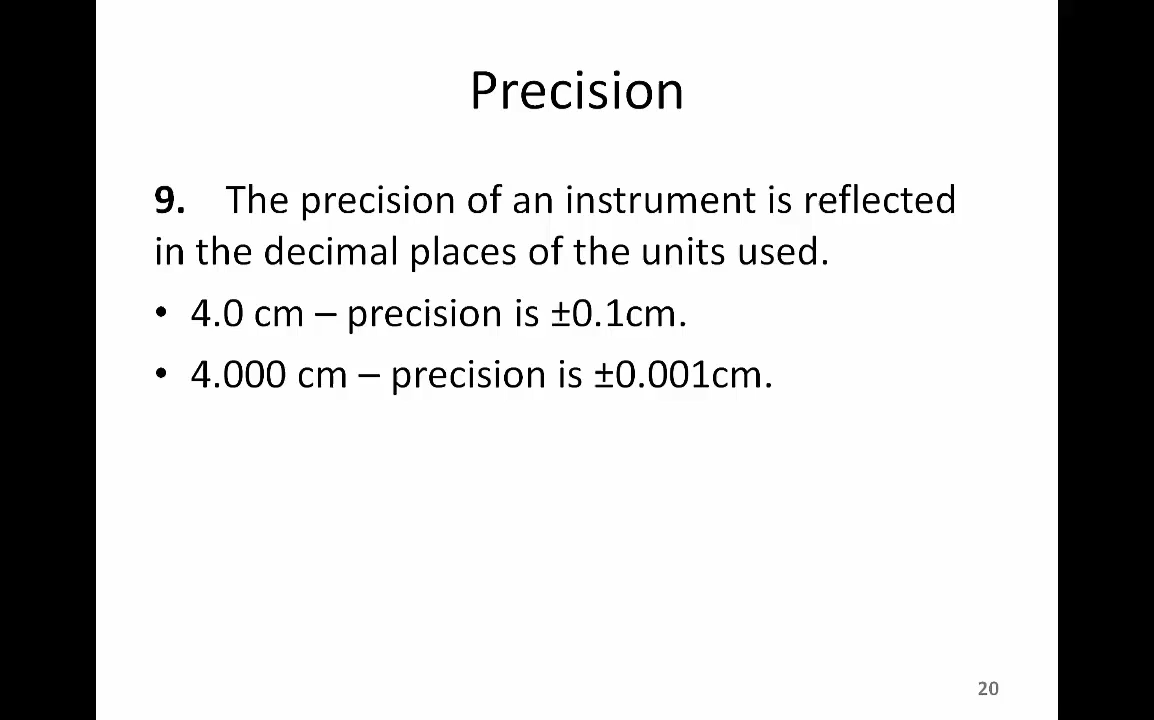 Precision
9. The precision of an instrument is reflected
in the decimal places of the units used.
• 4.0 cm – precision is ±0.1cm.
• 4.000 cm – precision is ±0.001cm.
20